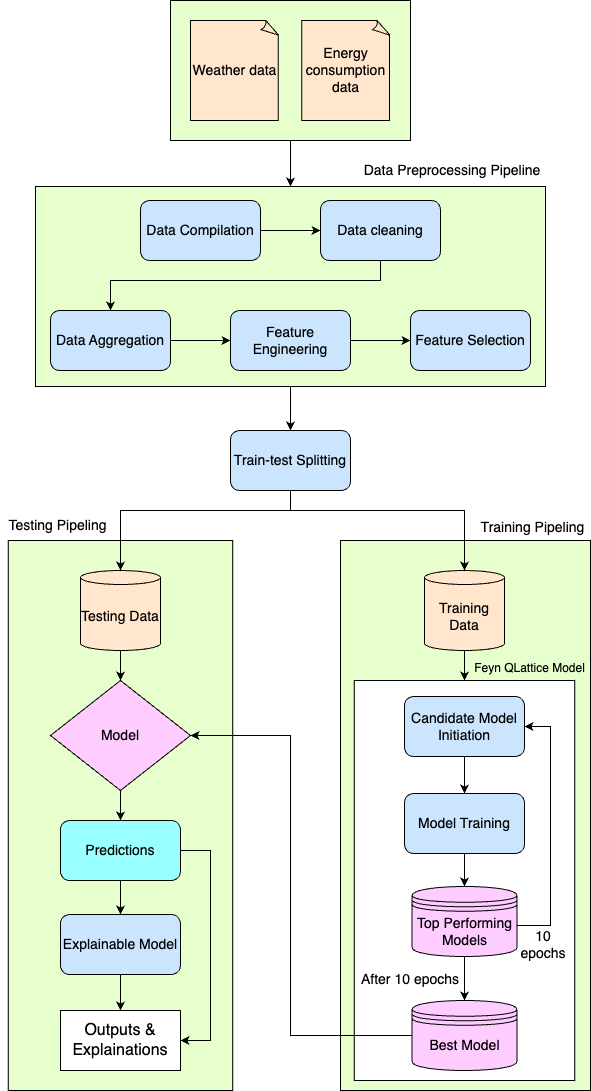 Weather data
Energy
consumption
data
Data Preprocessing Pipeline
Data Compilation
Data cleaning
Data Aggregation
Feature
Engineering
Feature Selection
Train-test Splitting
Testing Pipeling
Training Pipeling
Testing Data
Training
Data
Feyn QLattice Model
Model
Candidate Model
Initiation
Model Training
Predictions
Top Performing
Models
10
epochs
Explainable Model
After 10 epochs
Outputs &
Explainations
Best Model